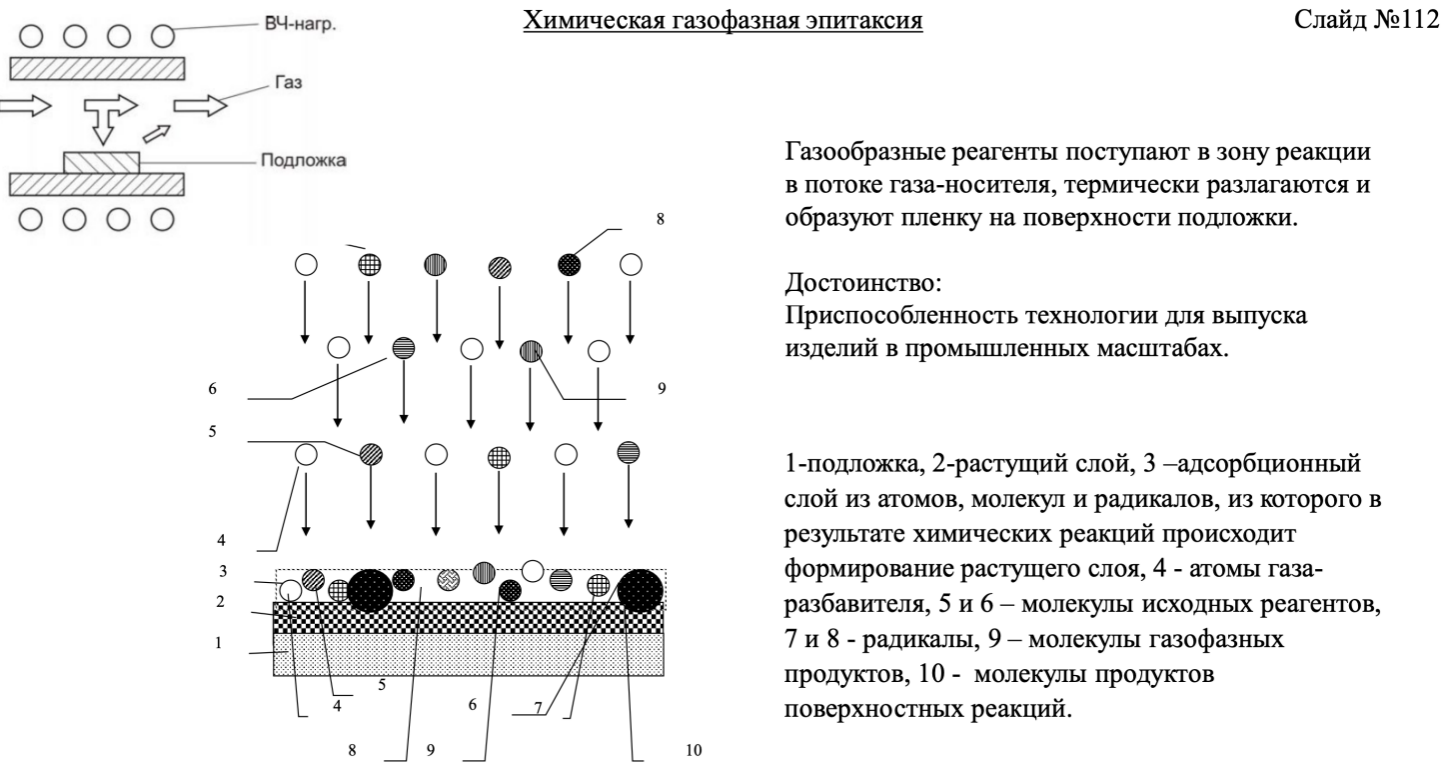 Химическая газофазная эпитаксия
Слайд №112
ВЧ-нагр.
Газ
Подложка
Газообразные реагенты поступают в зону реакции
в потоке газа-носителя, термически разлагаются и
образуют пленку на поверхности подложки.
Достоинство:
Приспособленность технологии для выпуска
изделий в промышленных масштабах.
1-подложка, 2-растущий слой, 3 –адсорбционный
слой из атомов, молекул и радикалов, из которого в
результате химических реакций происходит
формирование растущего слоя, 4 - атомы газа-
разбавителя, 5 и 6 – молекулы исходных реагентов,
7 и 8 - радикалы, 9 – молекулы газофазных
продуктов, 10 - молекулы продуктов
поверхностных реакций.
8
6
9
5
4
3
2
1
5
4
6
7
8
9
10